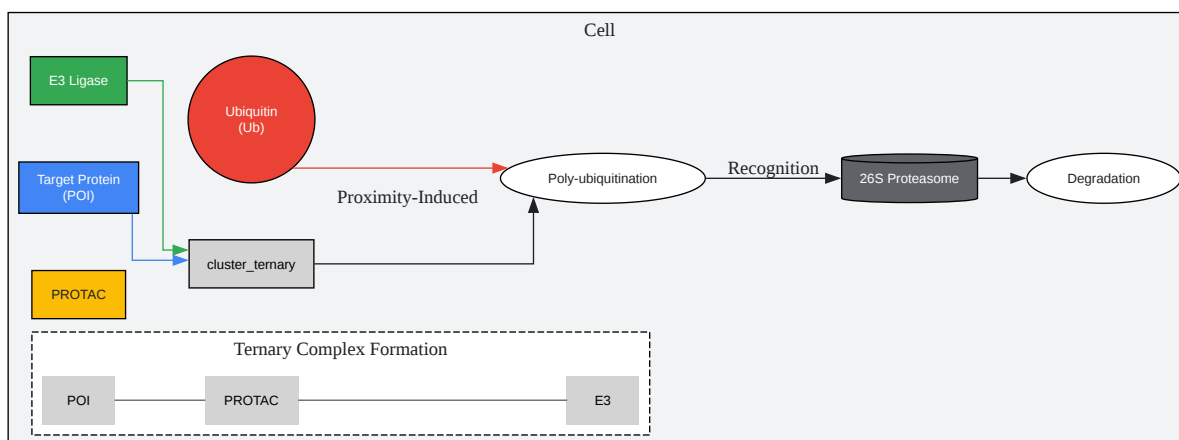 Cell
E3 Ligase
Ubiquitin
(Ub)
Target Protein
(POI)
Proximity-Induced
Poly-ubiquitination
Recognition
26S Proteasome
Degradation
cluster_ternary
PROTAC
Ternary Complex Formation
POI
PROTAC
E3